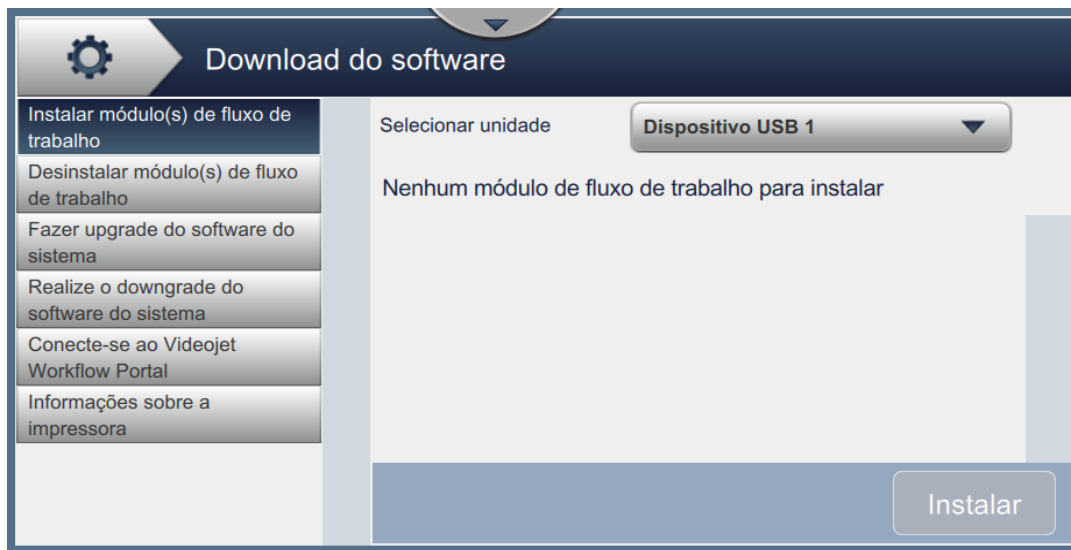 Download do software
Instalar módulo(s) de fluxo de
trabalho
Desinstalar módulo(s) de fluxo
de trabalho
Fazer upgrade do software do
sistema
Realize o downgrade do
software do sistema
Conecte-se ao Videojet
Workflow Portal
Informações sobre a
impressora
Selecionar unidade
Dispositivo USB 1
Nenhum módulo de fluxo de trabalho para instalar
Instalar